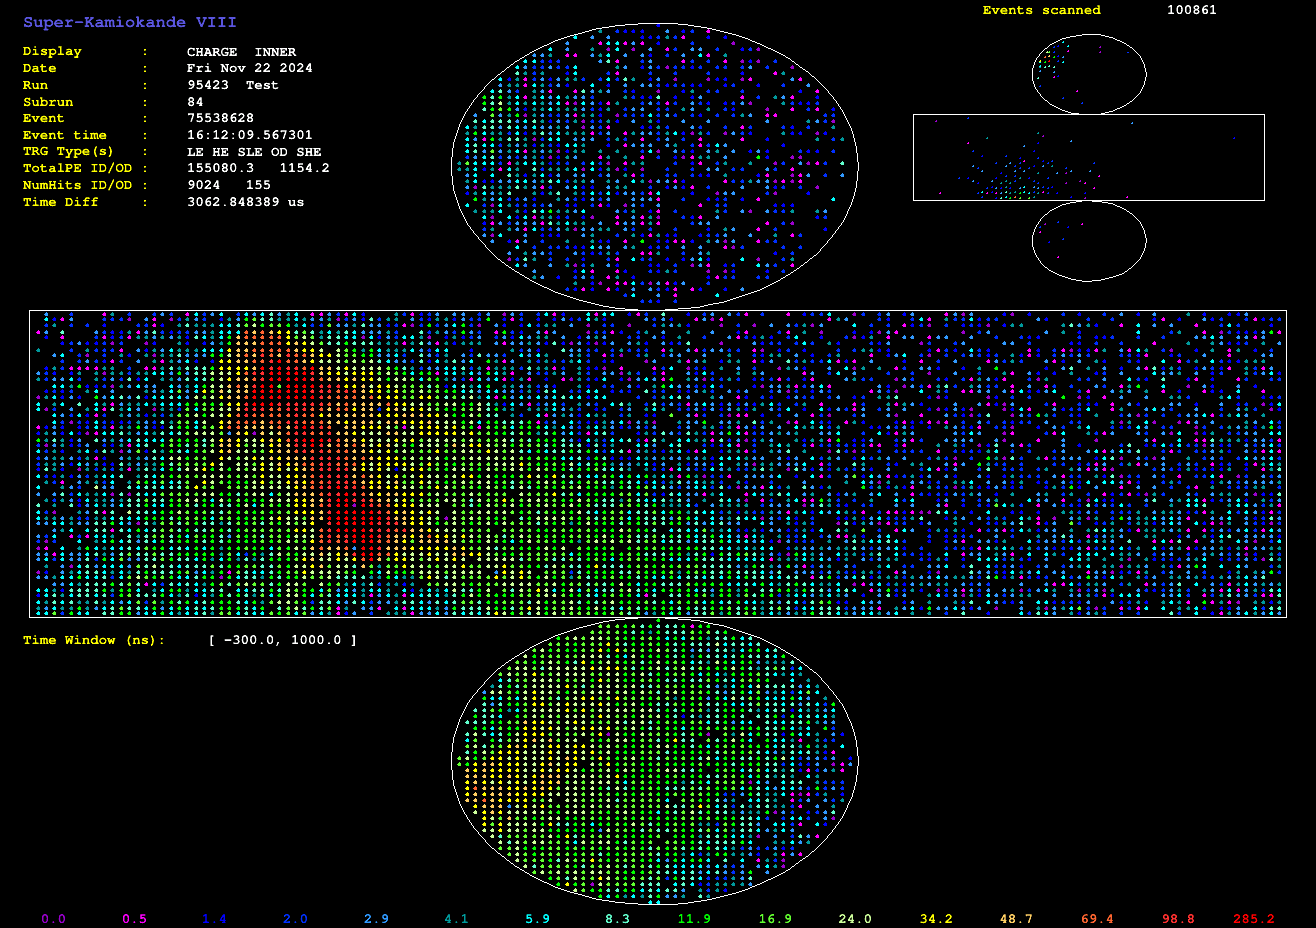 Super-Kamiokande VIII
Events scanned 100861
Display : CHARGE INNER
Date : Fri Nov 22 2024
Run : 95423 Test
Subrun : 84
Event : 75538628
Event time : 16:12:09.567301
TRG Type(s) : LE HE SLE OD SHE
TotalPE ID/OD : 155080.3 1154.2
NumHits ID/OD : 9024 155
Time Diff : 3062.848389 us
Time Window (ns): [ -300.0, 1000.0 ]
0.0 0.5 1.4 2.0 2.9 4.1 5.9 8.3 11.9 16.9 24.0 34.2 48.7 69.4 98.8 285.2